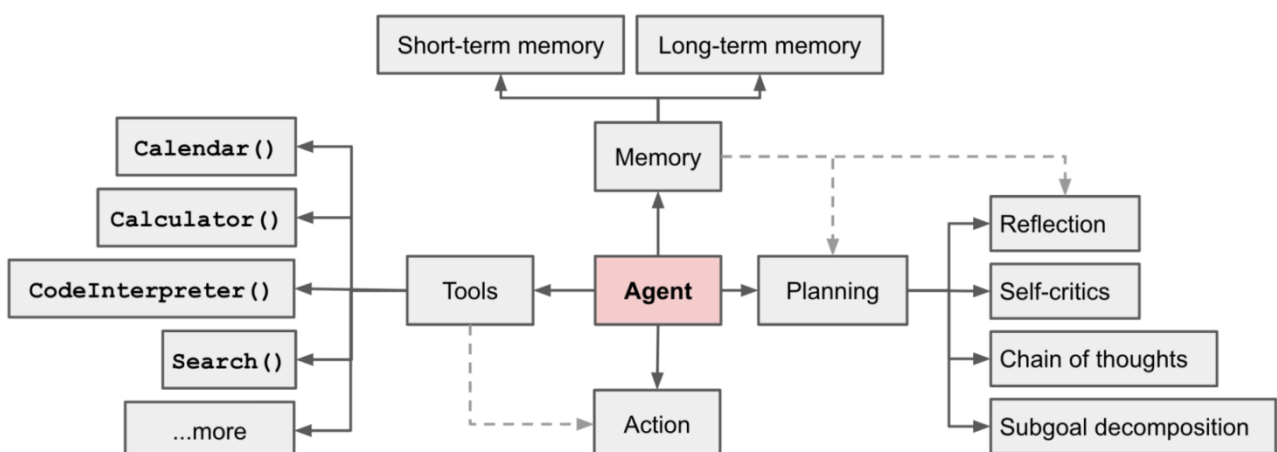 Short-term memory
Long-term memory
Calendar()
Memory
Calculator()
Reflection
CodeInterpreter()
Tools
Agent
Planning
Self-critics
Search()
Chain of thoughts
...more
Action
Subgoal decomposition